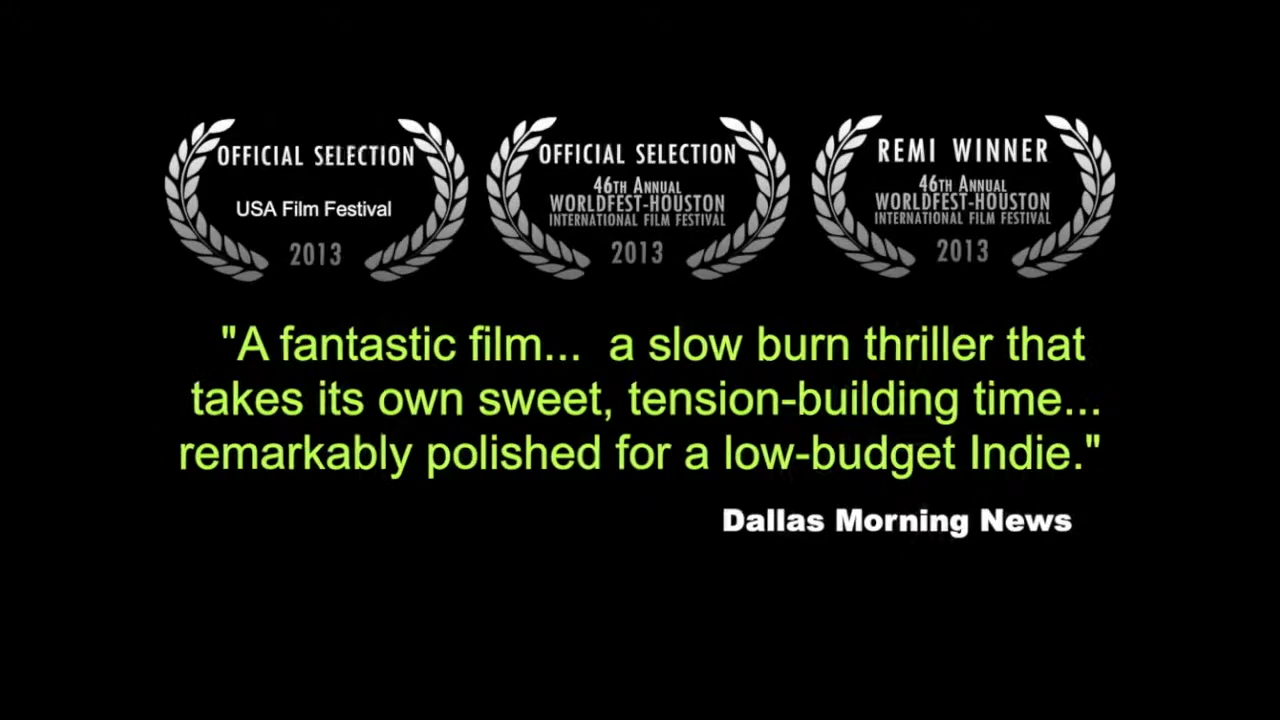 OFFICIAL SELECTION
USA Film Festival
2013
OFFICIAL SELECTION
46TH ANNUAL
WORLDFEST-HOUSTON
INTERNATIONAL FILM FESTIVAL
2013
REMI WINNER
46TH ANNUAL
WORLDFEST-HOUSTON
INTERNATIONAL FILM FESTIVAL
2013
"A fantastic film... a slow burn thriller that
takes its own sweet, tension-building time...
remarkably polished for a low-budget Indie."
Dallas Morning News